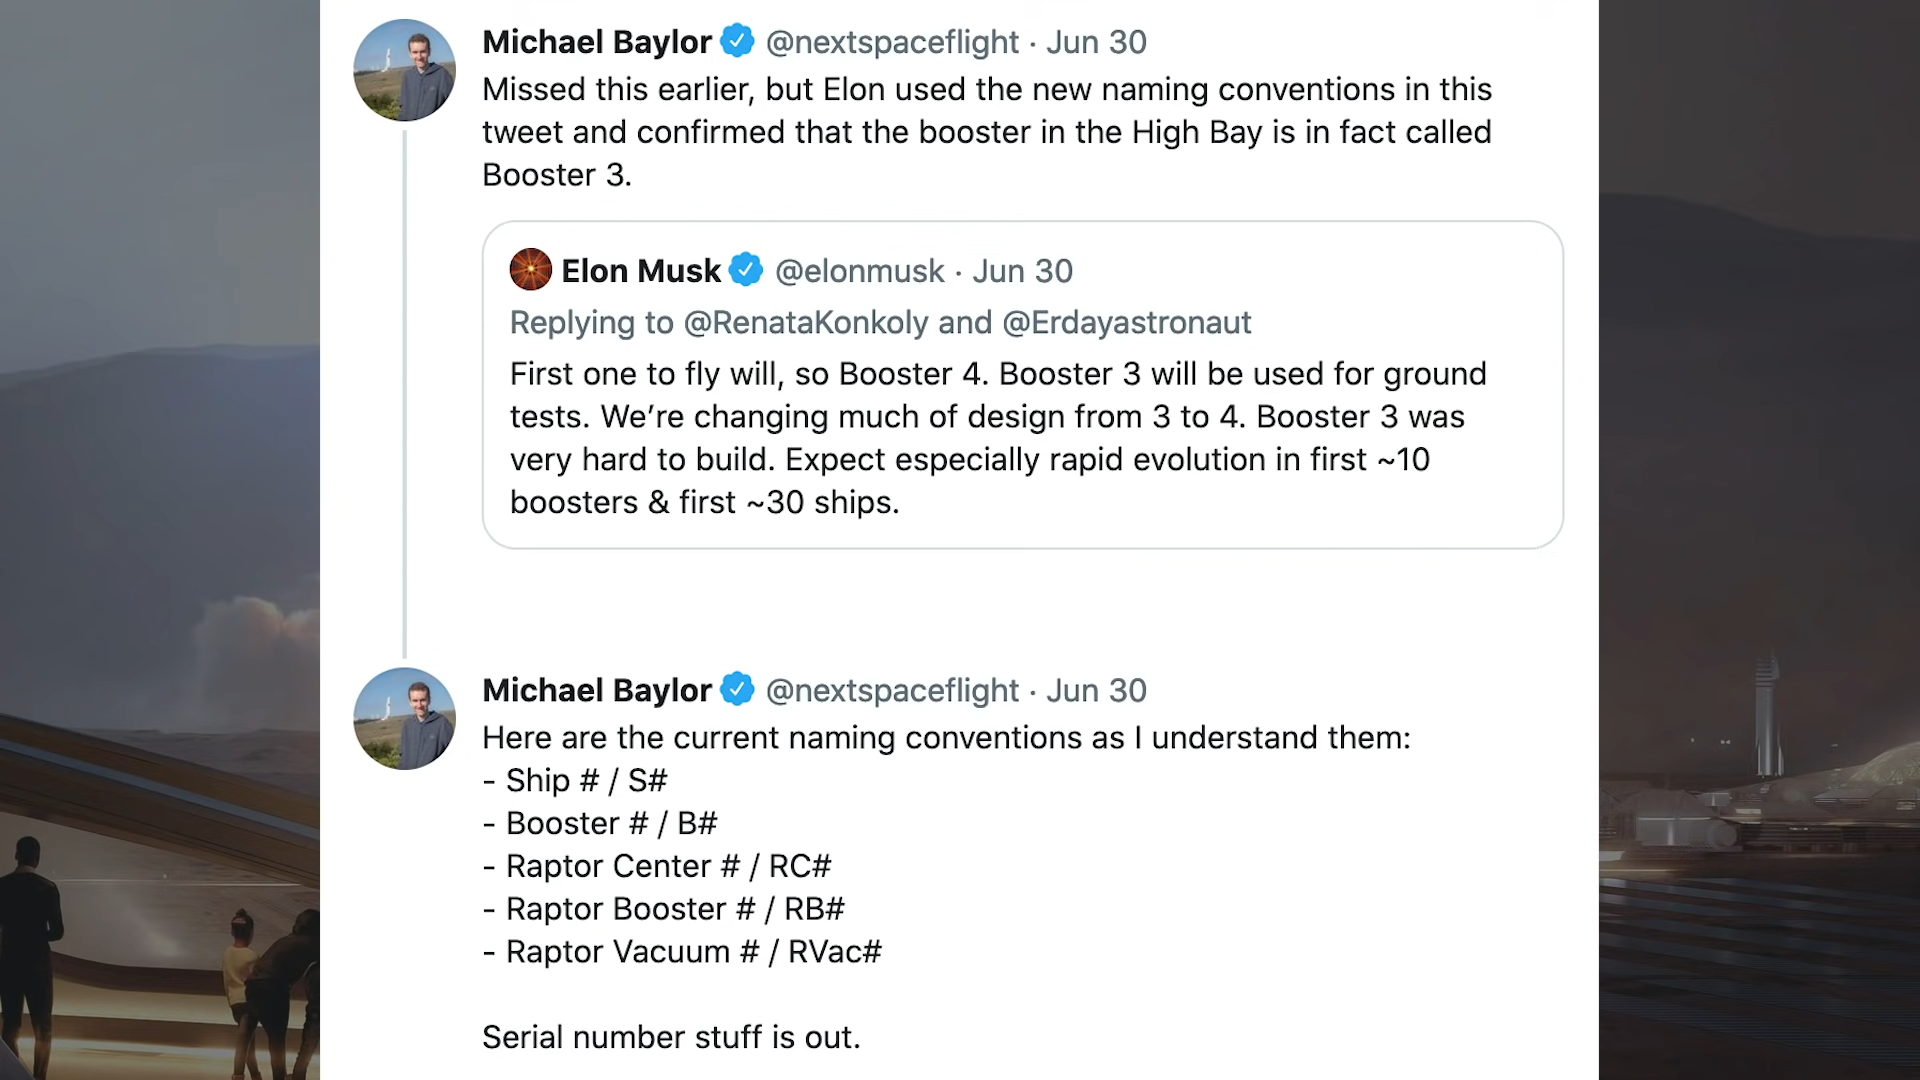 Michael Baylor @nextspaceflight · Jun 30
Missed this earlier, but Elon used the new naming conventions in this
tweet and confirmed that the booster in the High Bay is in fact called
Booster 3.
Elon Musk @elonmusk · Jun 30
Replying to @RenataKonkoly and @Erdayastronaut
First one to fly will, so Booster 4. Booster 3 will be used for ground
tests. We’re changing much of design from 3 to 4. Booster 3 was
very hard to build. Expect especially rapid evolution in first ~10
boosters & first ~30 ships.
Michael Baylor @nextspaceflight · Jun 30
Here are the current naming conventions as I understand them:
- Ship # / S#
- Booster # / B#
- Raptor Center # / RC#
- Raptor Booster # / RB#
- Raptor Vacuum # / RVac#
Serial number stuff is out.